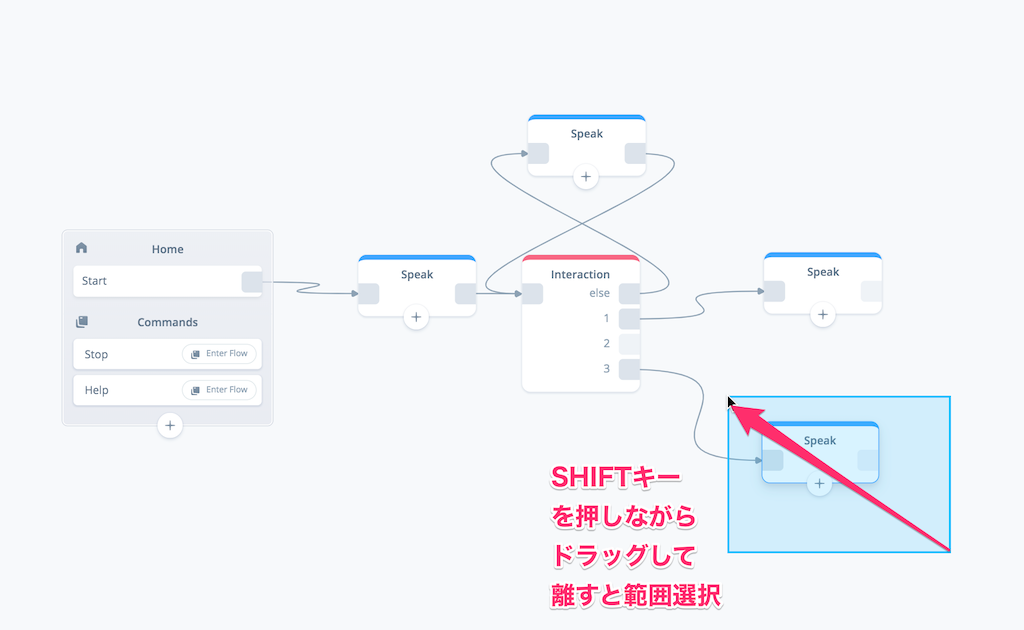 Speak
Home
Start
Speak
Interaction
else
1
2
3
Speak
Commands
Stop
Enter Flow
Help
Enter Flow
Speak
SHIFTキー
を押しながら
ドラッグして
離すと範囲選択